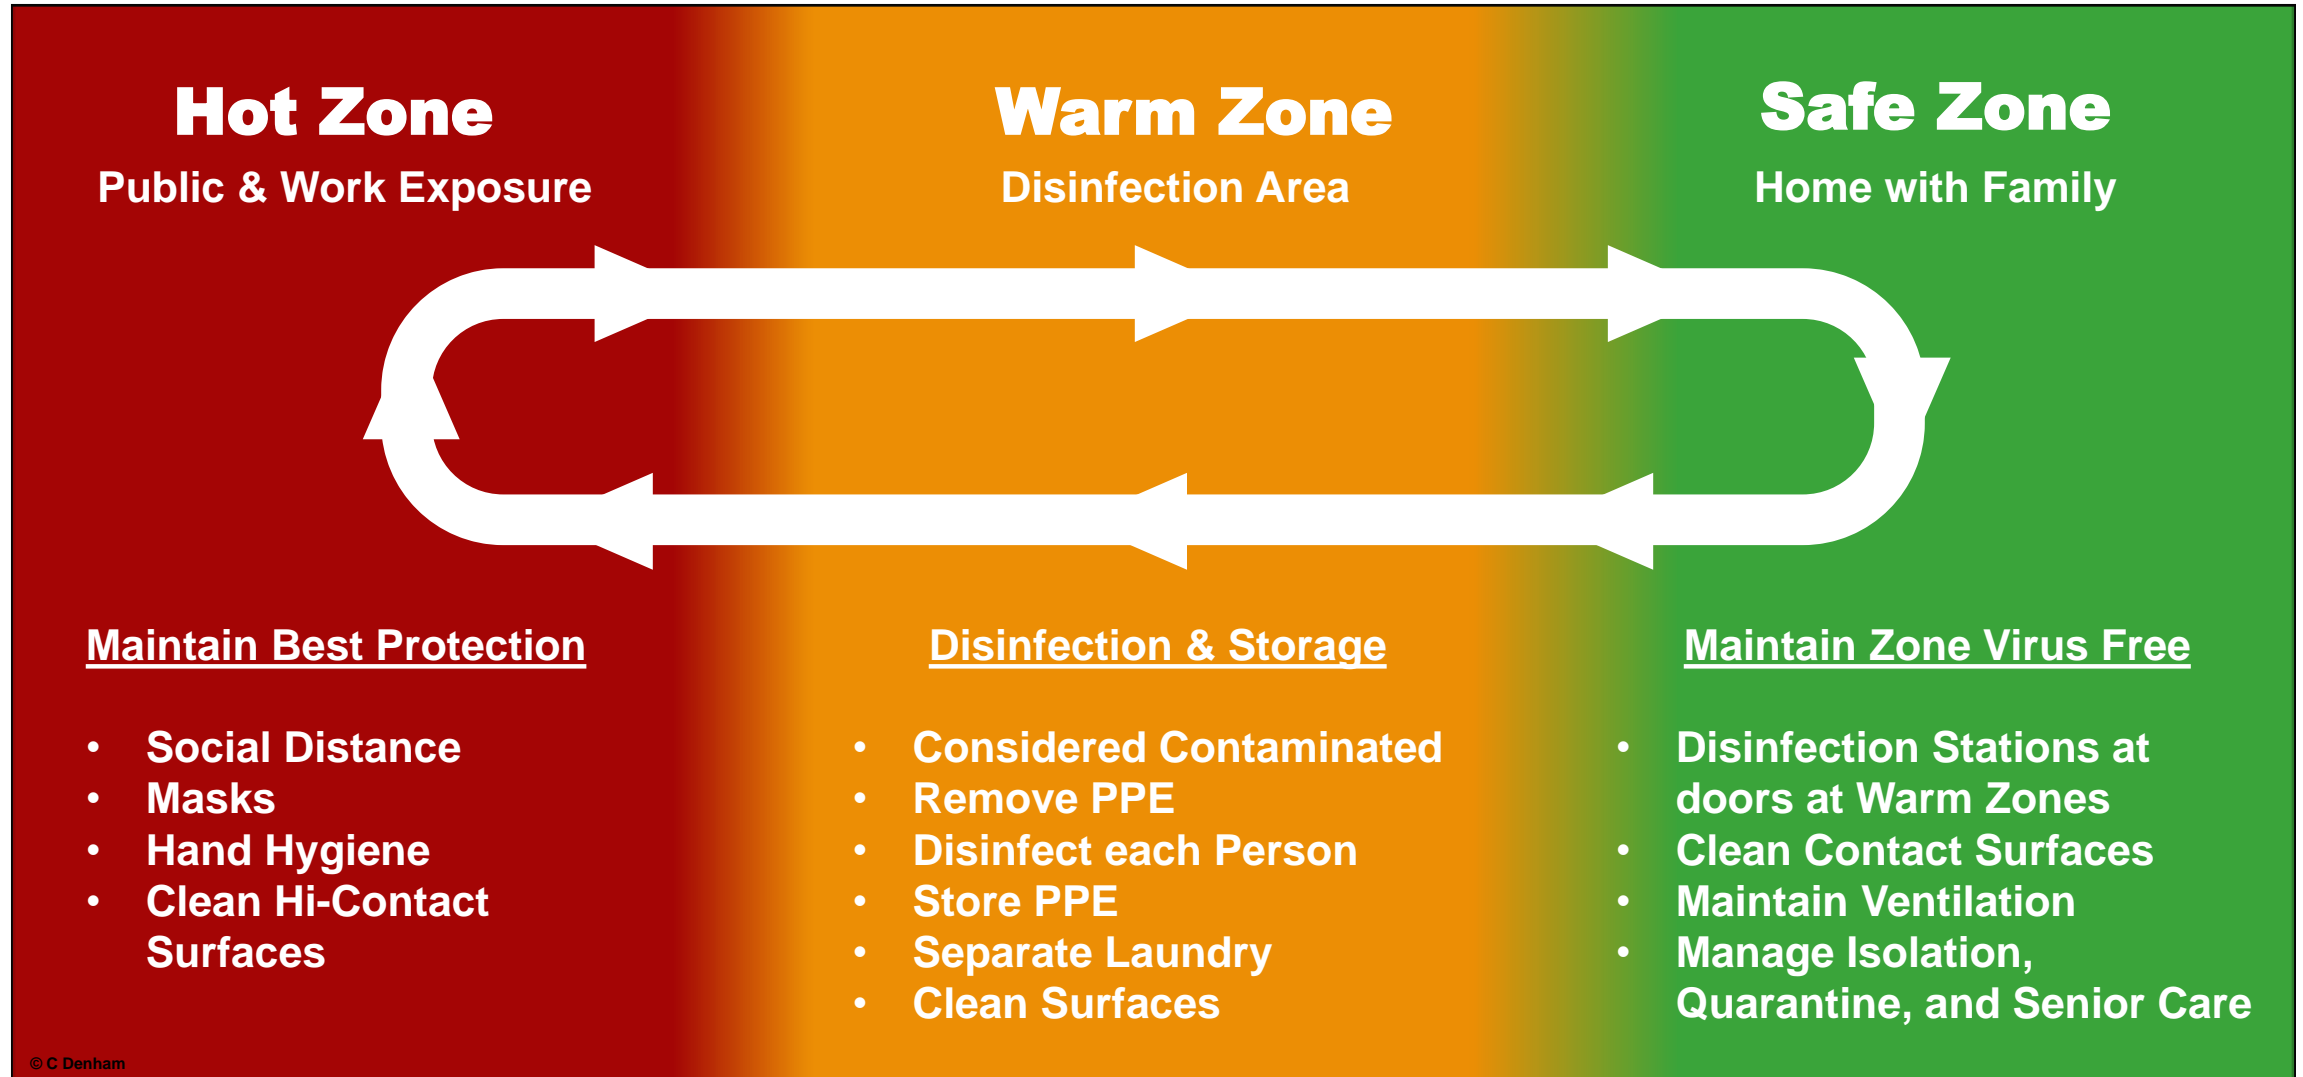 Hot Zone
Public & Work Exposure
Maintain Best Protection
• Social Distance
• Masks
• Hand Hygiene
• Clean Hi-Contact
Surfaces
© C Denham
Warm Zone
Disinfection Area
Disinfection & Storage
• Considered Contaminated
• Remove PPE
• Disinfect each Person
• Store PPE
• Separate Laundry
• Clean Surfaces
Safe Zone
Home with Family
Maintain Zone Virus Free
• Disinfection Stations at
doors at Warm Zones
• Clean Contact Surfaces
• Maintain Ventilation
• Manage Isolation,
Quarantine, and Senior Care